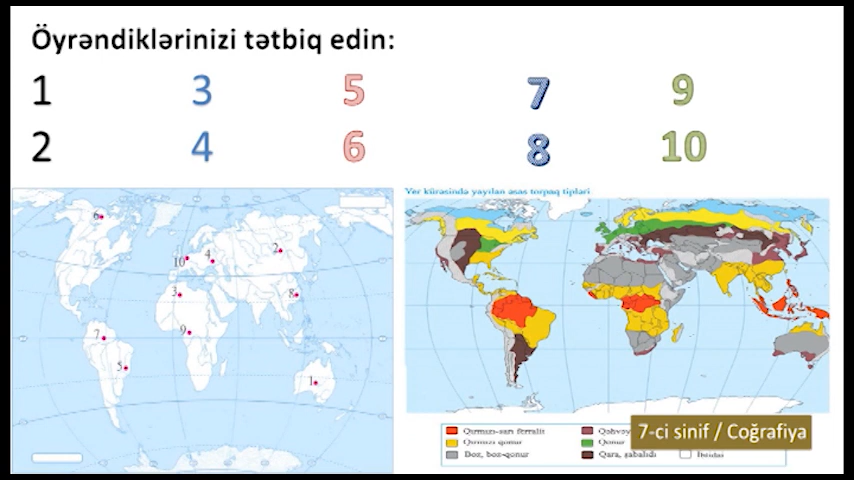 Öyrəndiklərinizi tətbiq edin:
1 3 5 7 9
2 4 6 8 10
Yer kürəsində yayılan əsas torpaq tipləri
6
10 4 2
3 8
7 9
5 1
Qırmızı-sarı ferralit
Qırmızı qonur Qonur
Boz, boz-qonur Qara, şabalıdı İbtidai
7-ci sinif / Coğrafiya